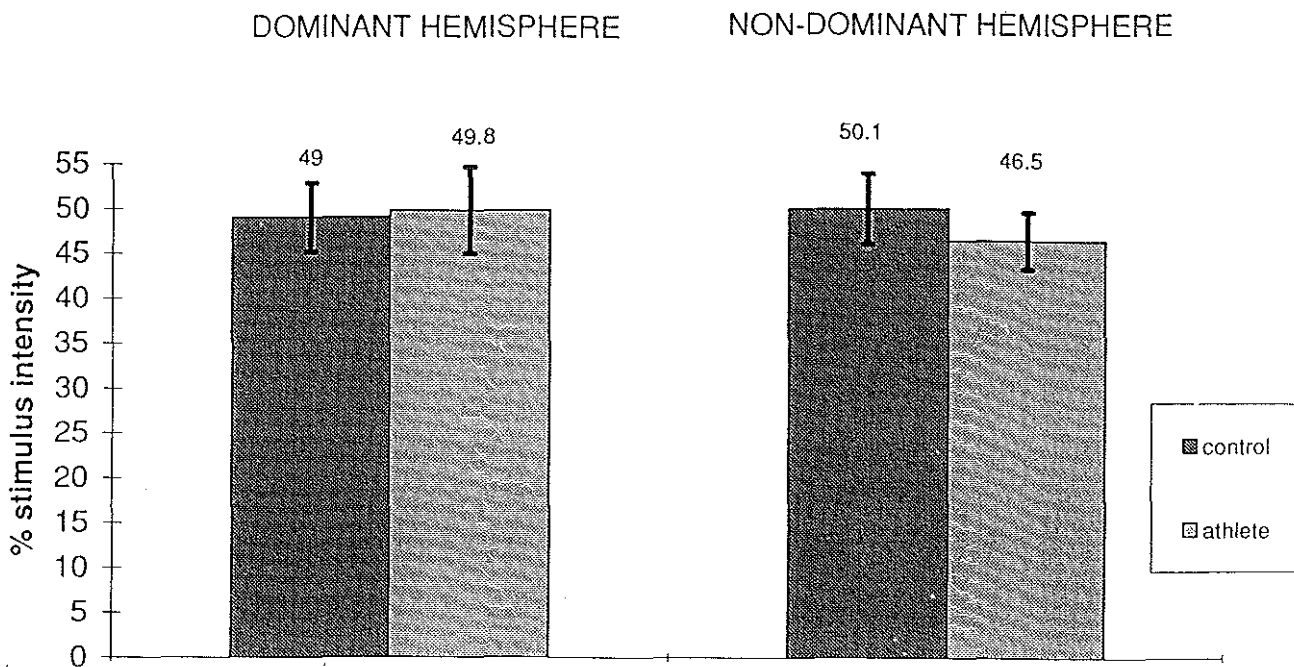 DOMINANT HEMISPHERE NON-DOMINANT HEMISPHERE
49 49.8 50.1 46.5
% stimulus intensity
55
50
45
40
35
30
25
20
15
10
5
0
control
athlete